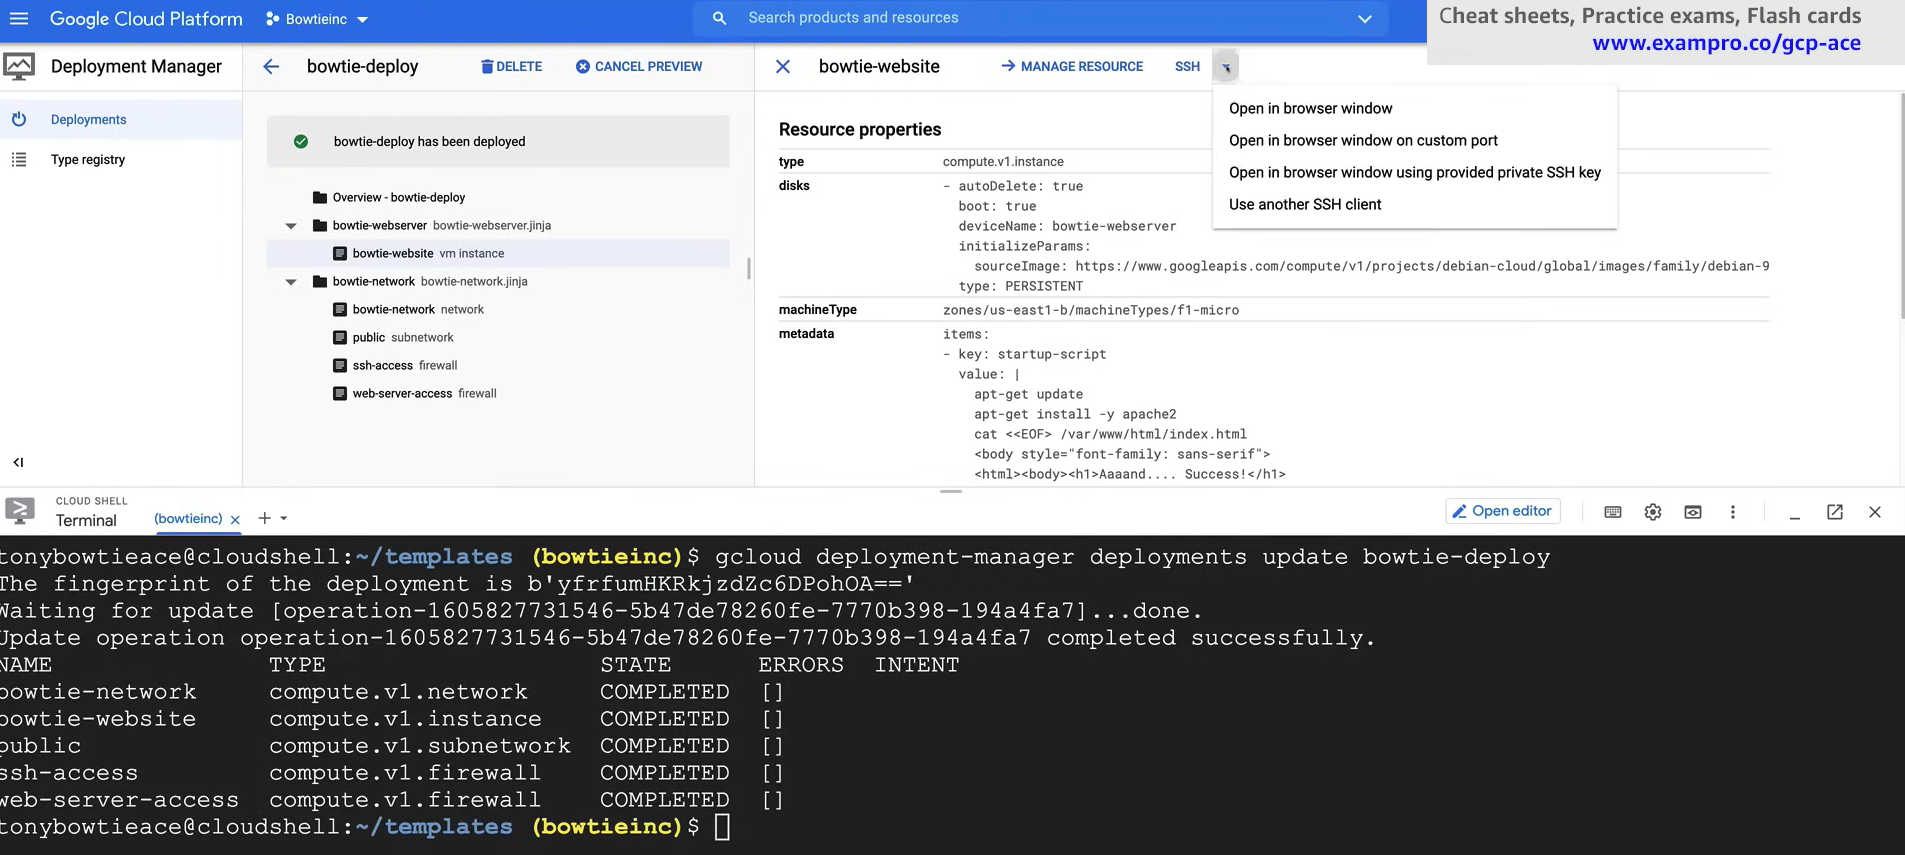 Google Cloud Platform
Bowtieinc
Search products and resources
Cheat sheets, Practice exams, Flash cards
www.exampro.co/gcp-ace
Deployment Manager
Deployments
Type registry
bowtie-deploy
DELETE
CANCEL PREVIEW
bowtie-deploy has been deployed
Overview - bowtie-deploy
bowtie-webserver bowtie-webserver.jinja
bowtie-website vm instance
bowtie-network bowtie-network.jinja
bowtie-network network
public subnetwork
ssh-access firewall
web-server-access firewall
bowtie-website
MANAGE RESOURCE
SSH
Open in browser window
Open in browser window on custom port
Open in browser window using provided private SSH key
Use another SSH client
Resource properties
type compute.v1.instance
disks - autoDelete: true
boot: true
deviceName: bowtie-webserver
initializeParams:
sourceImage: https://www.googleapis.com/compute/v1/projects/debian-cloud/global/images/family/debian-9
type: PERSISTENT
machineType zones/us-east1-b/machineTypes/f1-micro
metadata items:
- key: startup-script
value: |
apt-get update
apt-get install -y apache2
cat <<EOF> /var/www/html/index.html
<body style="font-family: sans-serif">
<html><body><h1>Aaaand.... Success!</h1>
CLOUD SHELL
Terminal
(bowtieinc)
Open editor
tonybowtieace@cloudshell:~/templates (bowtieinc)$ gcloud deployment-manager deployments update bowtie-deploy
The fingerprint of the deployment is b'yfrfumHKRkjzdZc6DPohOA=='
Waiting for update [operation-1605827731546-5b47de78260fe-7770b398-194a4fa7]...done.
Update operation operation-1605827731546-5b47de78260fe-7770b398-194a4fa7 completed successfully.
NAME TYPE STATE ERRORS INTENT
bowtie-network compute.v1.network COMPLETED []
bowtie-website compute.v1.instance COMPLETED []
public compute.v1.subnetwork COMPLETED []
ssh-access compute.v1.firewall COMPLETED []
web-server-access compute.v1.firewall COMPLETED []
tonybowtieace@cloudshell:~/templates (bowtieinc)$